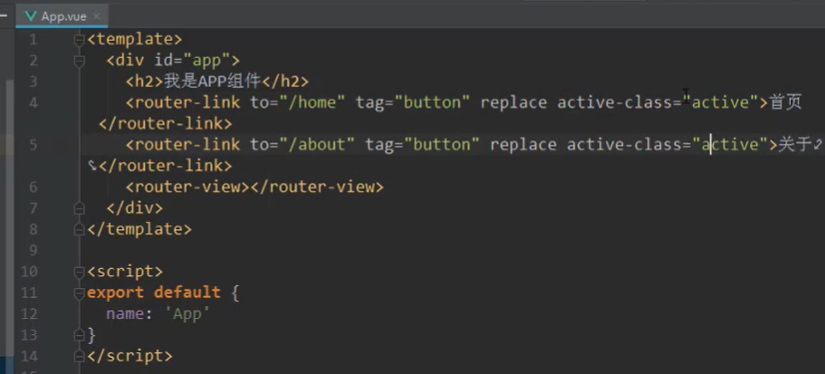 App.vue
1 <template>
2 <div id="app">
3 <h2>我是APP组件</h2>
4 <router-link to="/home" tag="button" replace active-class="active">首页
</router-link>
5 <router-link to="/about" tag="button" replace active-class="active">关于
</router-link>
6 <router-view></router-view>
7 </div>
8 </template>
9
10 <script>
11 export default {
12 name: 'App'
13 }
14 </script>